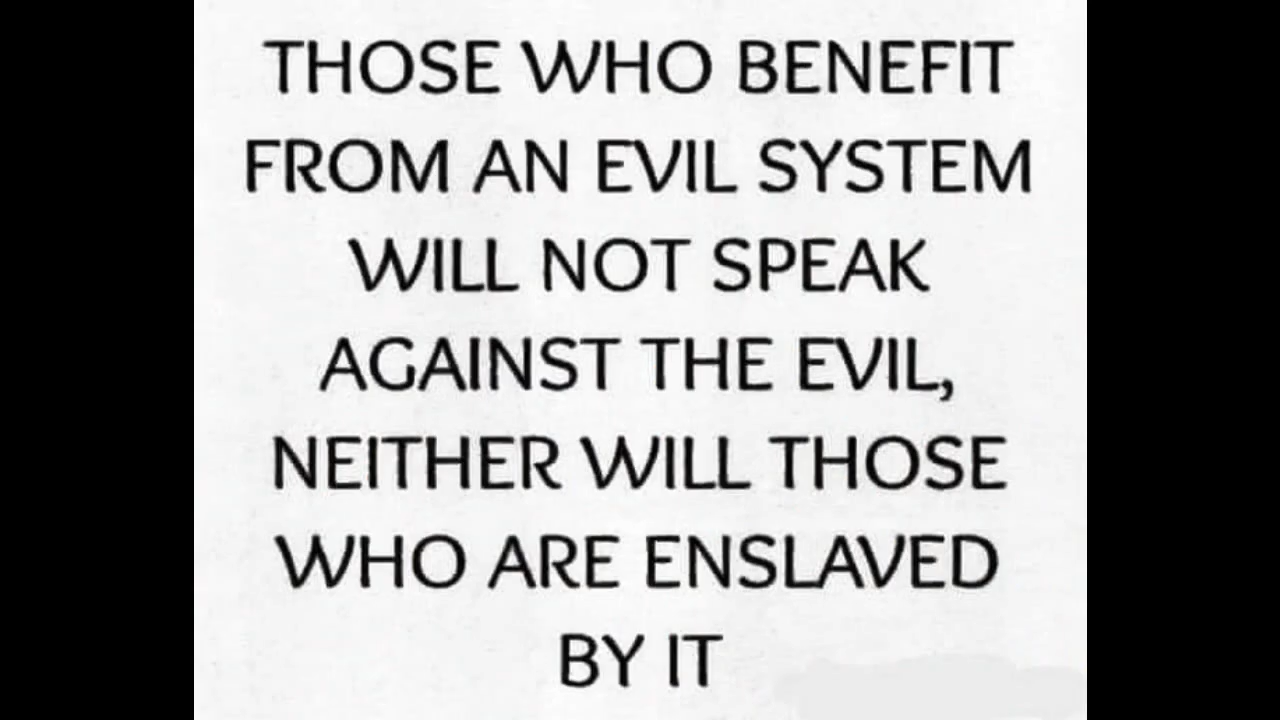 THOSE WHO BENEFIT
FROM AN EVIL SYSTEM
WILL NOT SPEAK
AGAINST THE EVIL,
NEITHER WILL THOSE
WHO ARE ENSLAVED
BY IT